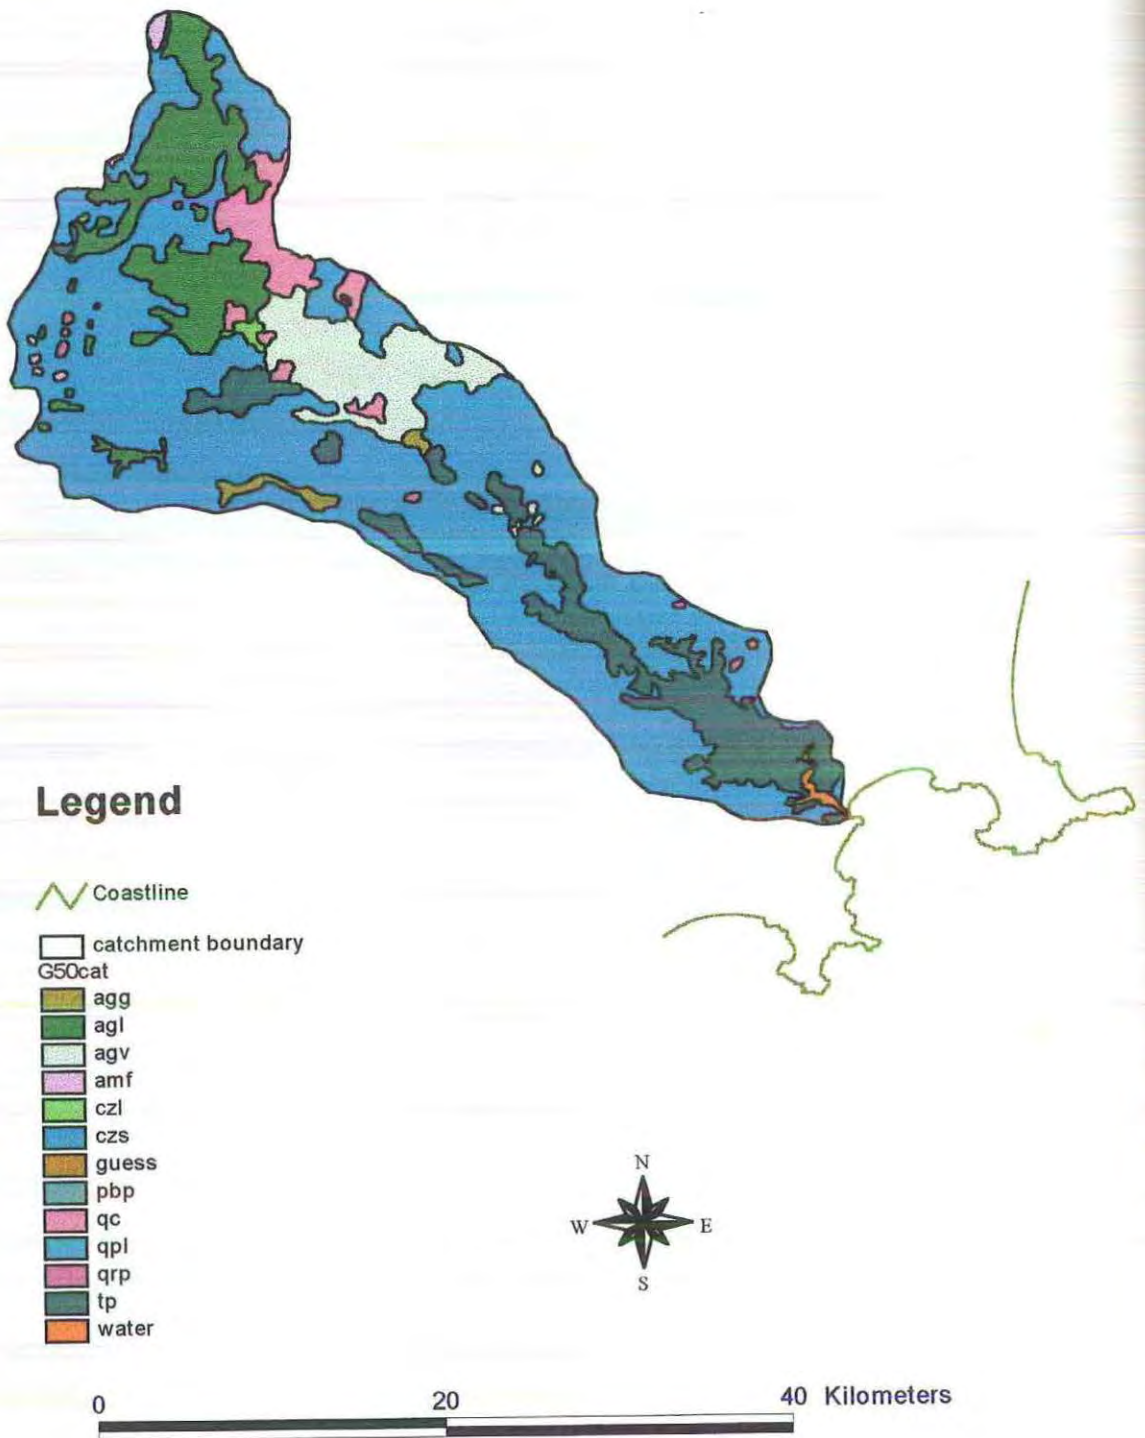 Legend
Coastline
catchment boundary
G50cat
agg
agl
agv
amf
czl
czs
guess
pbp
qc
qpl
qrp
tp
water
N
W E
S
0 20 40 Kilometers